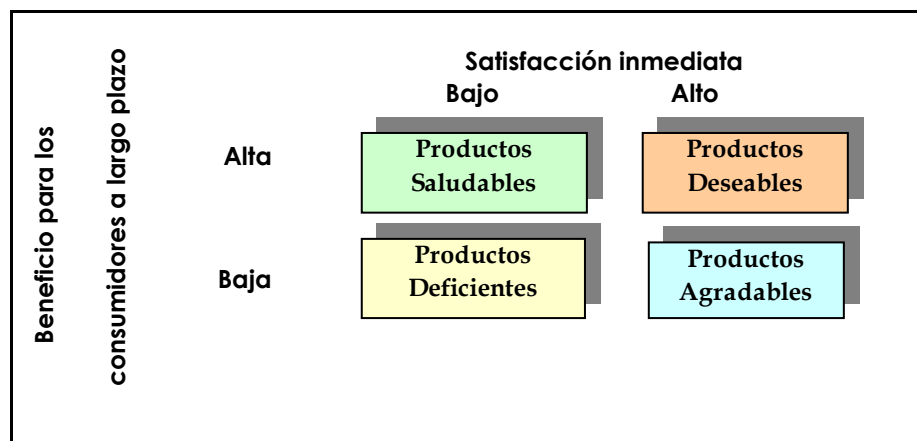 Satisfacción inmediata
Bajo Alto
Beneficio para los
consumidores a largo plazo
Alta
Productos
Saludables
Productos
Deseables
Baja
Productos
Deficientes
Productos
Agradables